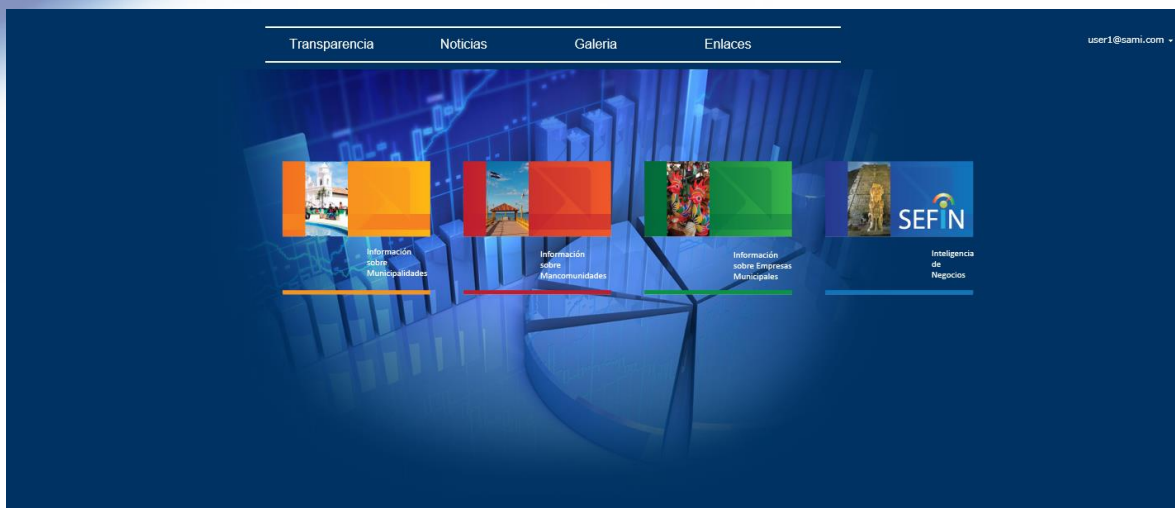 Transparencia Noticias Galeria Enlaces
user1@sami.com
SEFIN
Información
sobre
Municipalidades
Información
sobre
Mancomunidades
Información
sobre Empresas
Municipales
Inteligencia
de
Negocios